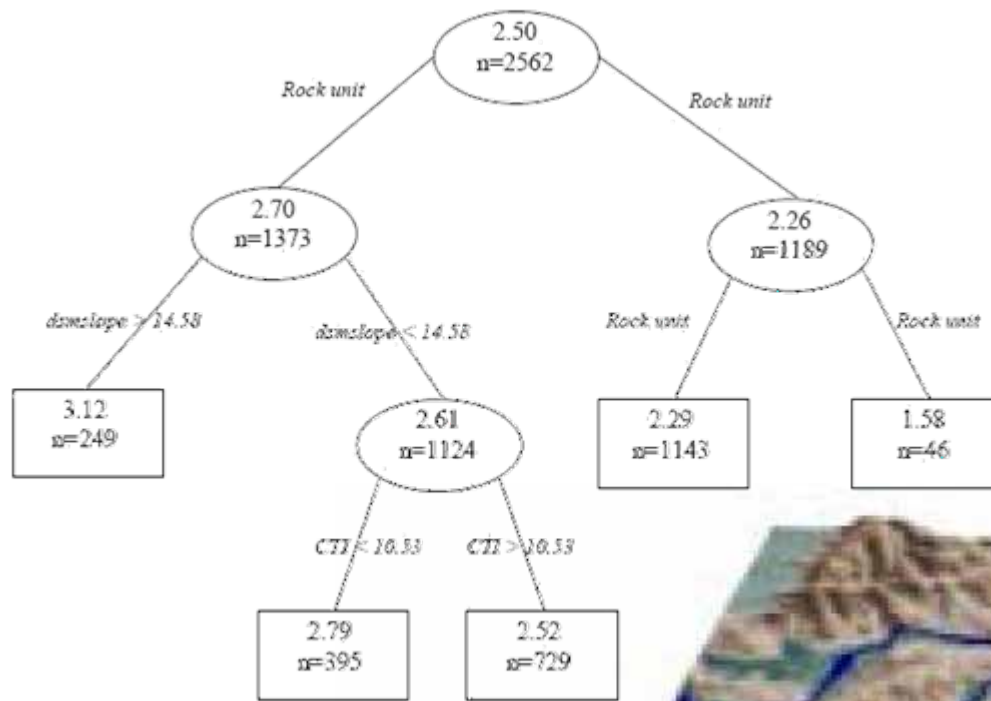 2.50
n=2562
Rock unit
Rock unit
2.70
n=1373
2.26
n=1189
dsmslope > 14.58
dsmslope < 14.58
Rock unit
Rock unit
3.12
n=249
2.61
n=1124
2.29
n=1143
1.58
n=46
CTI < 10.53
CTI > 10.53
2.79
n=395
2.52
n=729